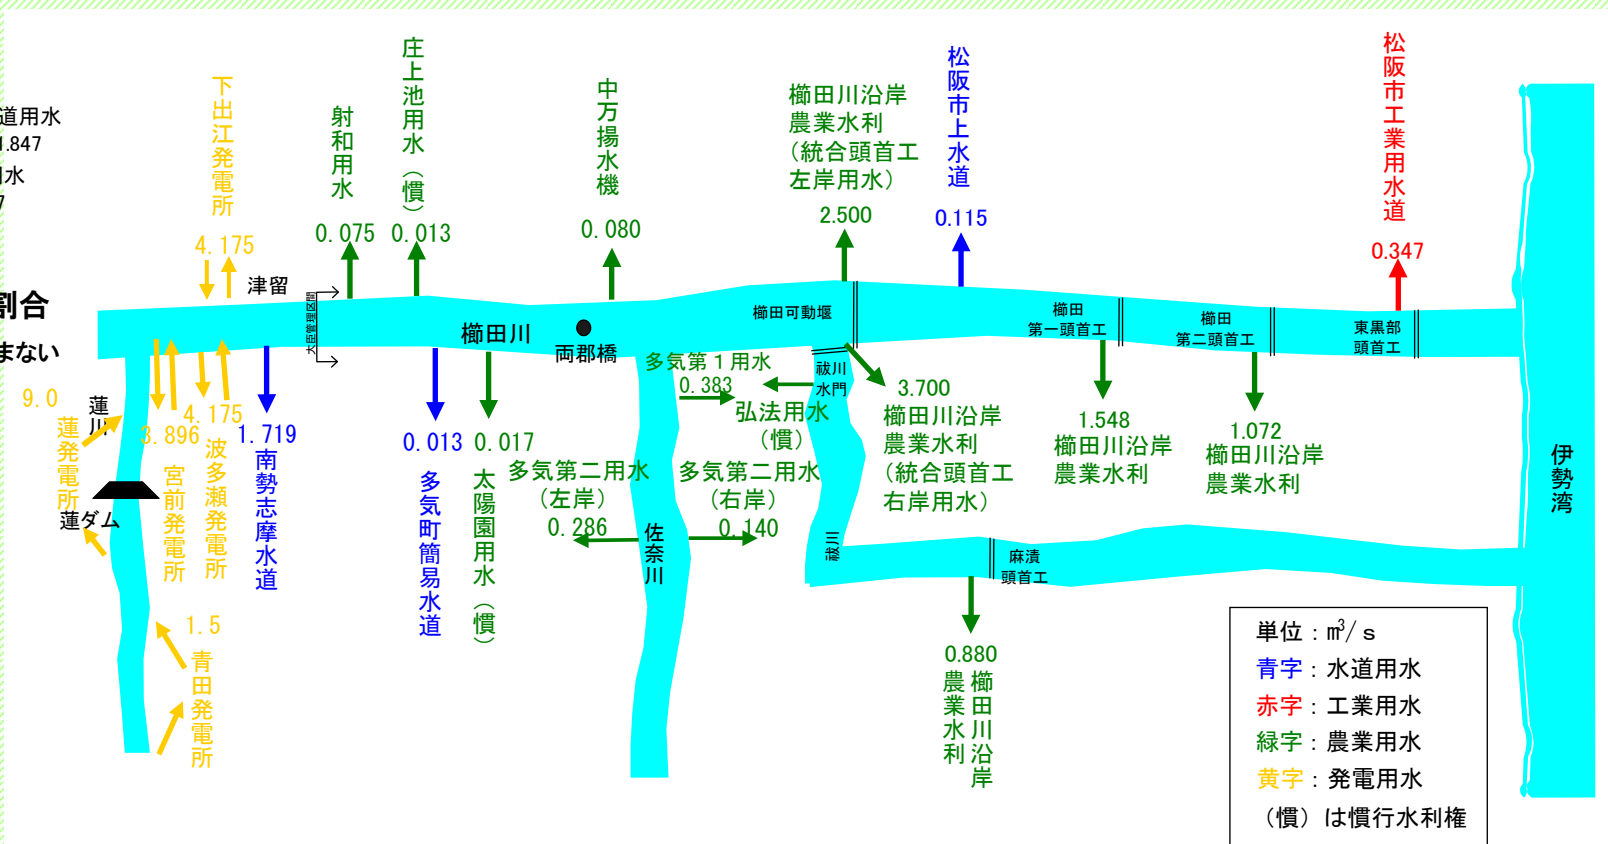 道用水
1.847
用水
7
割合
まない
下出江発電所
4.175
津留
射和用水
0.075
庄上池用水（慣）
0.013
中万揚水機
0.080
櫛田川沿岸
農業水利
（統合頭首工
左岸用水）
2.500
松阪市上水道
0.115
松阪市工業用水道
0.347
大臣管理区間
櫛田川
両郡橋
櫛田可動堰
櫛田
第一頭首工
櫛田
第二頭首工
東黒部
頭首工
9.0
蓮発電所
蓮川
蓮ダム
3.896
宮前発電所
4.175
波多瀬発電所
1.719
南勢志摩水道
0.013
多気町簡易水道
0.017
太陽園用水（慣）
多気第１用水
0.383
弘法用水
（慣）
祓川
水門
3.700
櫛田川沿岸
農業水利
（統合頭首工
右岸用水）
1.548
櫛田川沿岸
農業水利
1.072
櫛田川沿岸
農業水利
多気第二用水
（左岸）
0.286
多気第二用水
（右岸）
0.140
佐奈川
祓川
麻漬
頭首工
0.880
櫛田川沿岸
農業水利
1.5
青田発電所
伊勢湾
単位：m³/s
青字：水道用水
赤字：工業用水
緑字：農業用水
黄字：発電用水
（慣）は慣行水利権